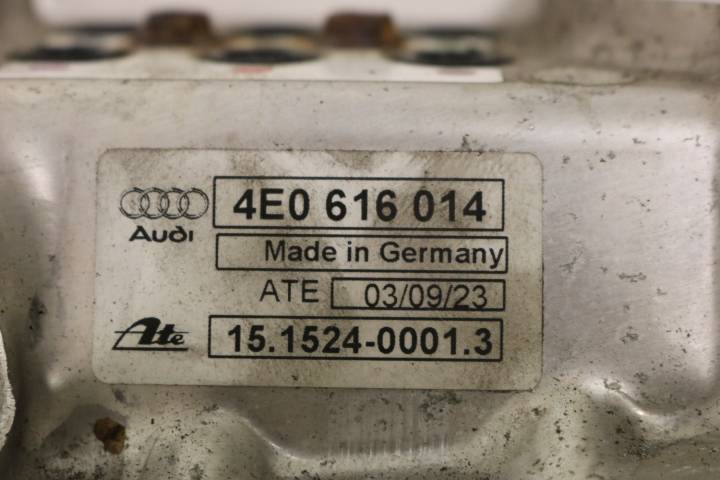 4E0 616 014
Audi
Made in Germany
ATE 03/09/23
Ate 15.1524-0001.3